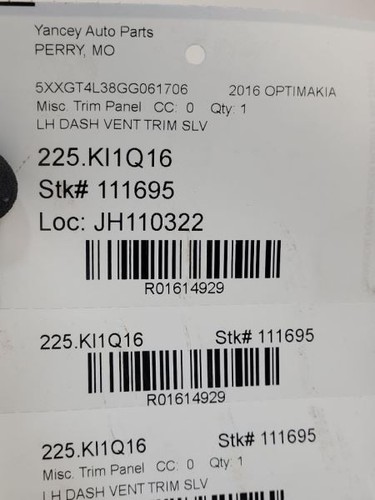 Yancey Auto Parts
PERRY, MO
5XXGT4L38GG061706 2016 OPTIMAKIA
Misc. Trim Panel CC: 0 Qty: 1
LH DASH VENT TRIM SLV
225.KI1Q16
Stk# 111695
Loc: JH110322
R01614929
225.KI1Q16 Stk# 111695
R01614929
225.KI1Q16 Stk# 111695
Misc. Trim Panel CC: 0 Qty: 1
LH DASH VENT TRIM SLV